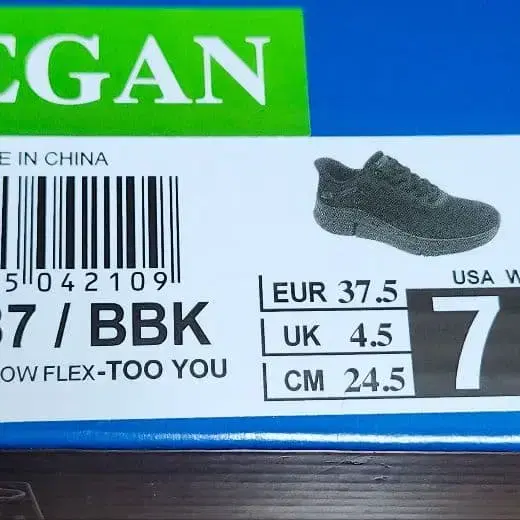 EGAN
E IN CHINA
5 042109
37 / BBK
OW FLEX-TOO YOU
EUR 37.5
UK 4.5
CM 24.5
USA W
7